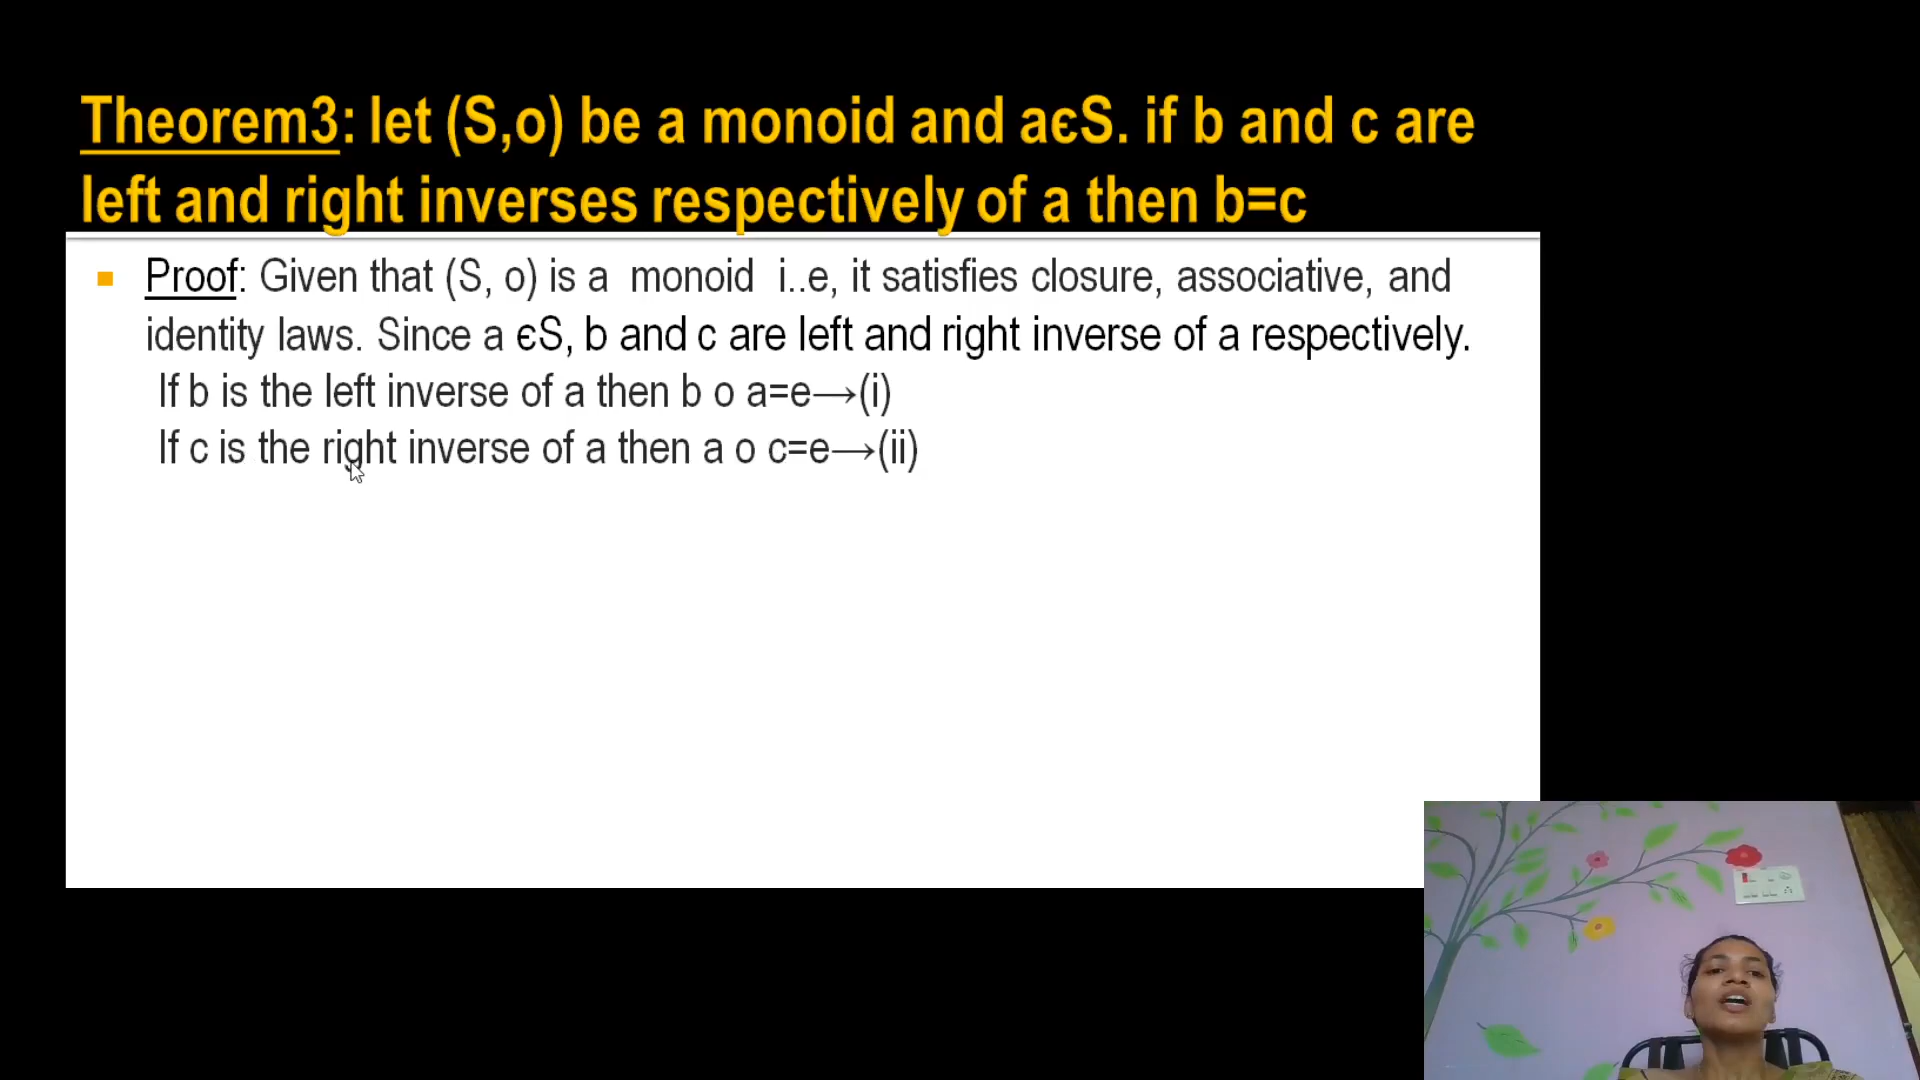 Theorem3: let (S,o) be a monoid and aєS. if b and c are
left and right inverses respectively of a then b=c
Proof: Given that (S, o) is a monoid i..e, it satisfies closure, associative, and
identity laws. Since a єS, b and c are left and right inverse of a respectively.
If b is the left inverse of a then b o a=e→(i)
If c is the right inverse of a then a o c=e→(ii)